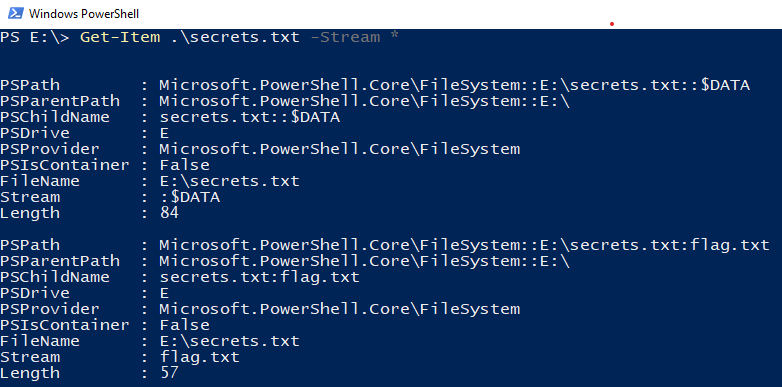 Windows PowerShell
PS E:\> Get-Item .\secrets.txt -Stream *
PSPath        : Microsoft.PowerShell.Core\FileSystem::E:\secrets.txt::$DATA
PSParentPath  : Microsoft.PowerShell.Core\FileSystem::E:\
PSChildName   : secrets.txt::$DATA
PSDrive       : E
PSProvider    : Microsoft.PowerShell.Core\FileSystem
PSIsContainer : False
FileName      : E:\secrets.txt
Stream        : :$DATA
Length        : 84
PSPath        : Microsoft.PowerShell.Core\FileSystem::E:\secrets.txt:flag.txt
PSParentPath  : Microsoft.PowerShell.Core\FileSystem::E:\
PSChildName   : secrets.txt:flag.txt
PSDrive       : E
PSProvider    : Microsoft.PowerShell.Core\FileSystem
PSIsContainer : False
FileName      : E:\secrets.txt
Stream        : flag.txt
Length        : 57